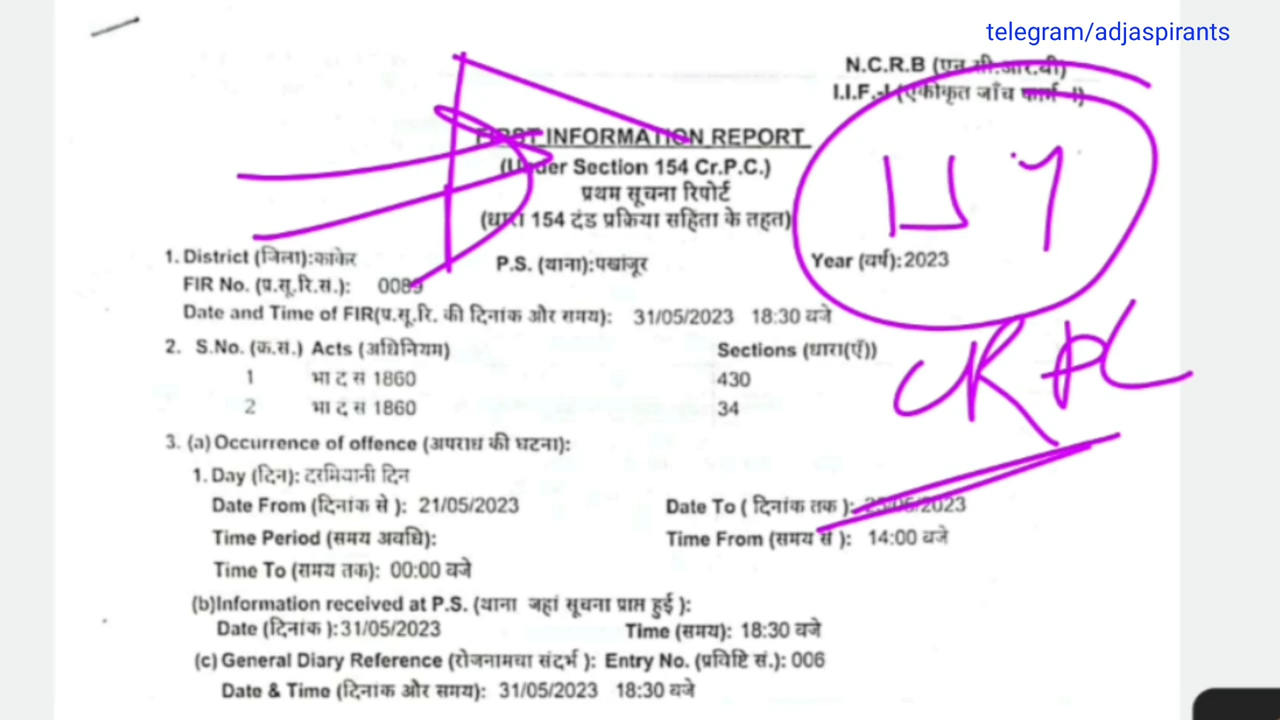 telegram/adjaspirants
N.C.R.B (एन.सी.आर.बी)
I.I.F.-I (एकीकृत जाँच फार्म -I)
FIRST INFORMATION REPORT
(Under Section 154 Cr.P.C.)
प्रथम सूचना रिपोर्ट
(धारा 154 दंड प्रक्रिया सहिता के तहत)
1. District (जिला):काकेर P.S. (थाना):पखांजूर Year (वर्ष):2023
FIR No. (प.सू.रि.सं.): 0089
Date and Time of FIR(प.सू.रि. की दिनांक और समय): 31/05/2023 18:30 बजे
2. S.No. (क.सं.) Acts (अधिनियम) Sections (धारा(एँ))
1 भा द स 1860 430
2 भा द स 1860 34
3. (a) Occurrence of offence (अपराध की घटना):
1. Day (दिन): दरमियानी दिन
Date From (दिनांक से ): 21/05/2023 Date To ( दिनांक तक ): /2023
Time Period (समय अवधि): Time From (समय से ): 14:00 बजे
Time To (समय तक): 00:00 बजे
(b)Information received at P.S. (थाना जहां सूचना प्राप्त हुई ):
Date (दिनांक ):31/05/2023 Time (समय): 18:30 बजे
(c) General Diary Reference (रोजनामचा संदर्भ ): Entry No. (प्रविष्टि सं.): 006
Date & Time (दिनांक और समय): 31/05/2023 18:30 बजे
CRPC